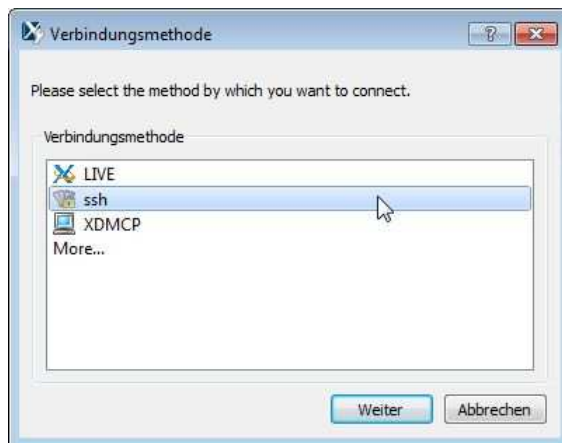 Verbindungsmethode
Please select the method by which you want to connect.
Verbindungsmethode
LIVE
ssh
XDMCP
More...
Weiter Abbrechen